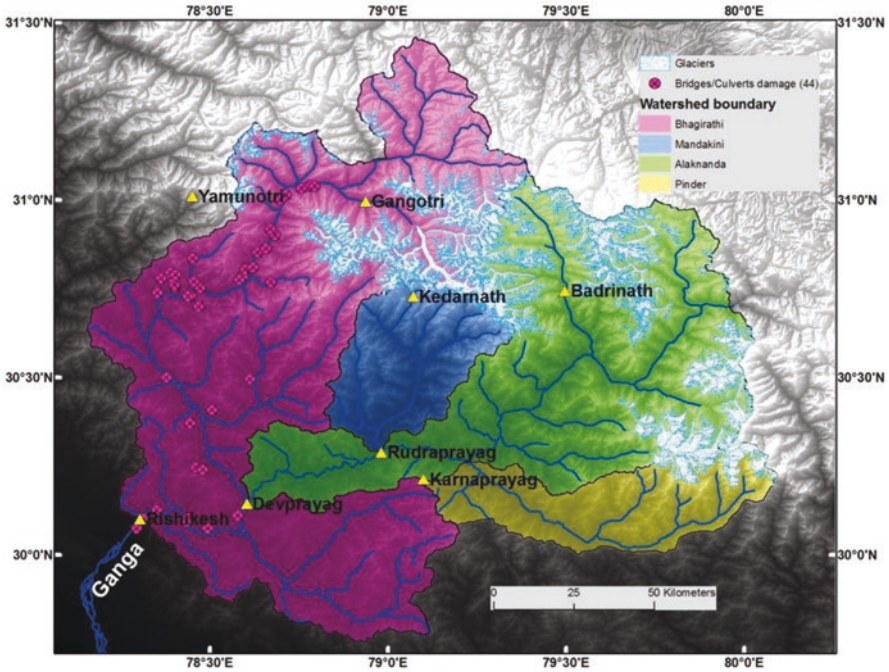 78°30'E 79°0'E 79°30'E 80°0'E
31°30'N 31°30'N
Glaciers
Bridges/Culverts damage (44)
Watershed boundary
Bhagirathi
Mandakini
Alaknanda
Pinder
31°0'N Yamunotri Gangotri 31°0'N
Kedarnath Badrinath
30°30'N 30°30'N
Rudraprayag
Karnaprayag
Devprayag
Rishikesh
30°0'N 30°0'N
Ganga
0 25 50 Kilometers
78°30'E 79°0'E 79°30'E 80°0'E